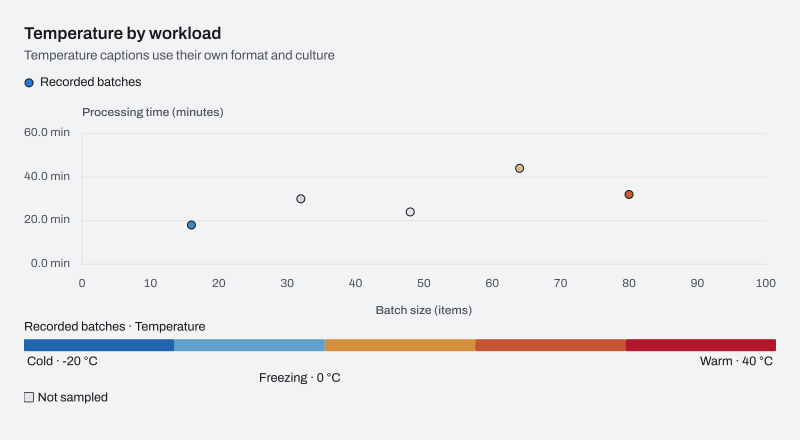 Temperature by workload
Temperature captions use their own format and culture
Recorded batches
Processing time (minutes)
60.0 min
40.0 min
20.0 min
0.0 min
0 10 20 30 40 50 60 70 80 90 100
Batch size (items)
Recorded batches · Temperature
Cold · -20 °C Warm · 40 °C
Freezing · 0 °C
Not sampled